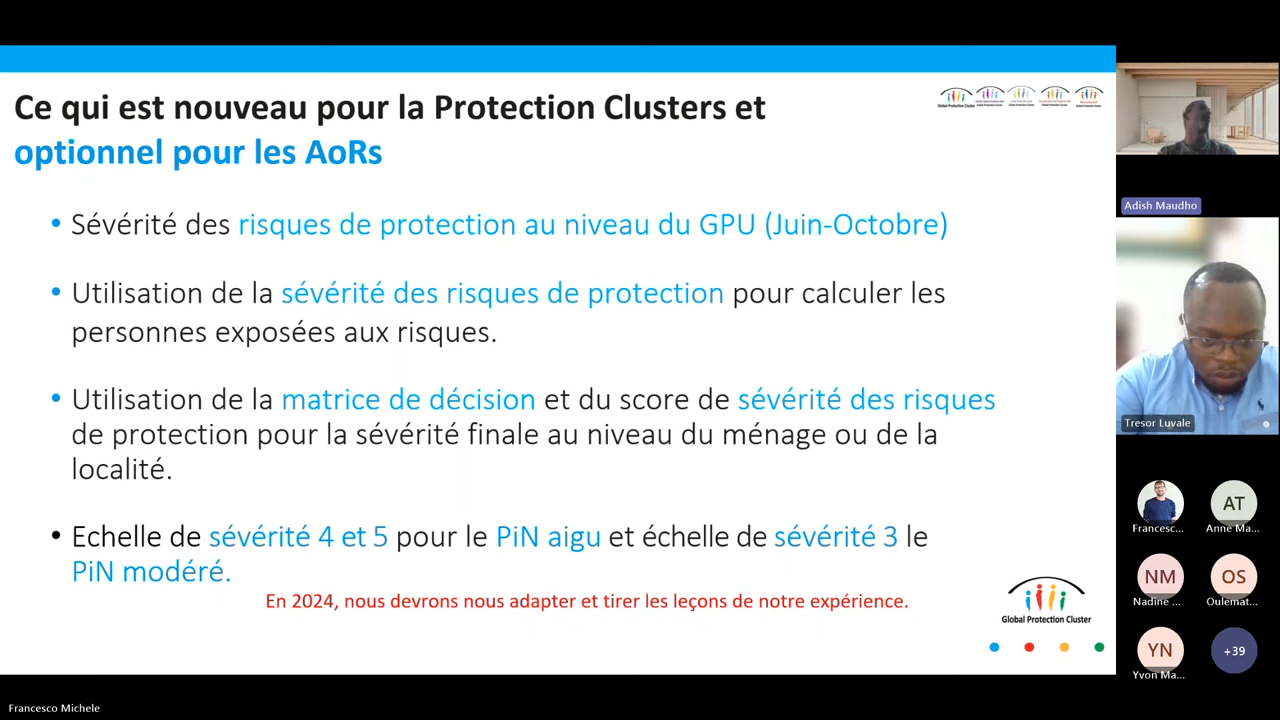 Ce qui est nouveau pour la Protection Clusters et
optionnel pour les AoRs
• Sévérité des risques de protection au niveau du GPU (Juin-Octobre)
• Utilisation de la sévérité des risques de protection pour calculer les
personnes exposées aux risques.
• Utilisation de la matrice de décision et du score de sévérité des risques
de protection pour la sévérité finale au niveau du ménage ou de la
localité.
• Echelle de sévérité 4 et 5 pour le PiN aigu et échelle de sévérité 3 le
PiN modéré.
En 2024, nous devrons nous adapter et tirer les leçons de notre expérience.
Global Protection Cluster
Adish Maudho
Tresor Luvale
Francesc...
AT
Anne Ma...
NM
Nadine ...
OS
Oulemat...
YN
Yvon Ma...
+39
Francesco Michele